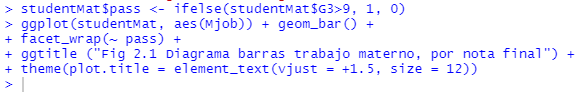 > studentMat$pass <- ifelse(studentMat$G3>9, 1, 0)
> ggplot(studentMat, aes(Mjob)) + geom_bar() +
+ facet_wrap(~ pass) +
+ ggtitle ("Fig 2.1 Diagrama barras trabajo materno, por nota final") +
+ theme(plot.title = element_text(vjust = +1.5, size = 12))
>